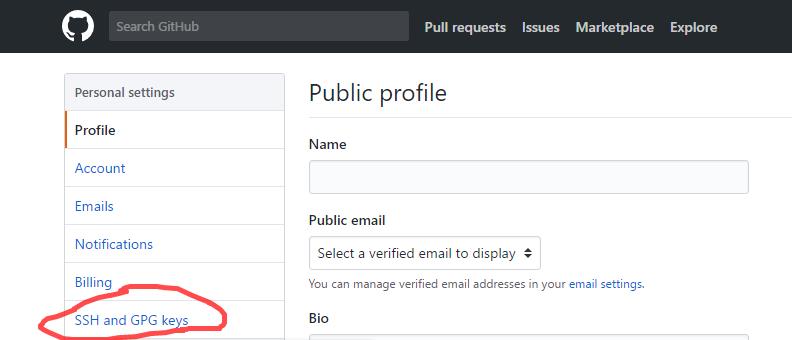 Search GitHub
Pull requests Issues Marketplace Explore
Personal settings
Profile
Account
Emails
Notifications
Billing
SSH and GPG keys
Public profile
Name
Public email
Select a verified email to display
You can manage verified email addresses in your email settings.
Bio